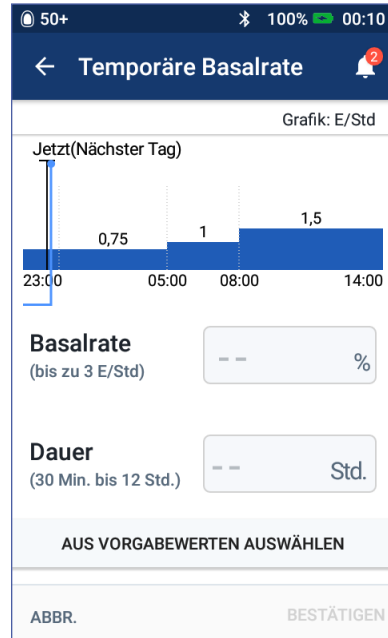 50+ 100% 00:10
Temporäre Basalrate 2
Grafik: E/Std
Jetzt(Nächster Tag)
0,75 1 1,5
23:00 05:00 08:00 14:00
Basalrate
(bis zu 3 E/Std)
-- %
Dauer
(30 Min. bis 12 Std.)
-- Std.
AUS VORGABEWERTEN AUSWÄHLEN
ABBR. BESTÄTIGEN